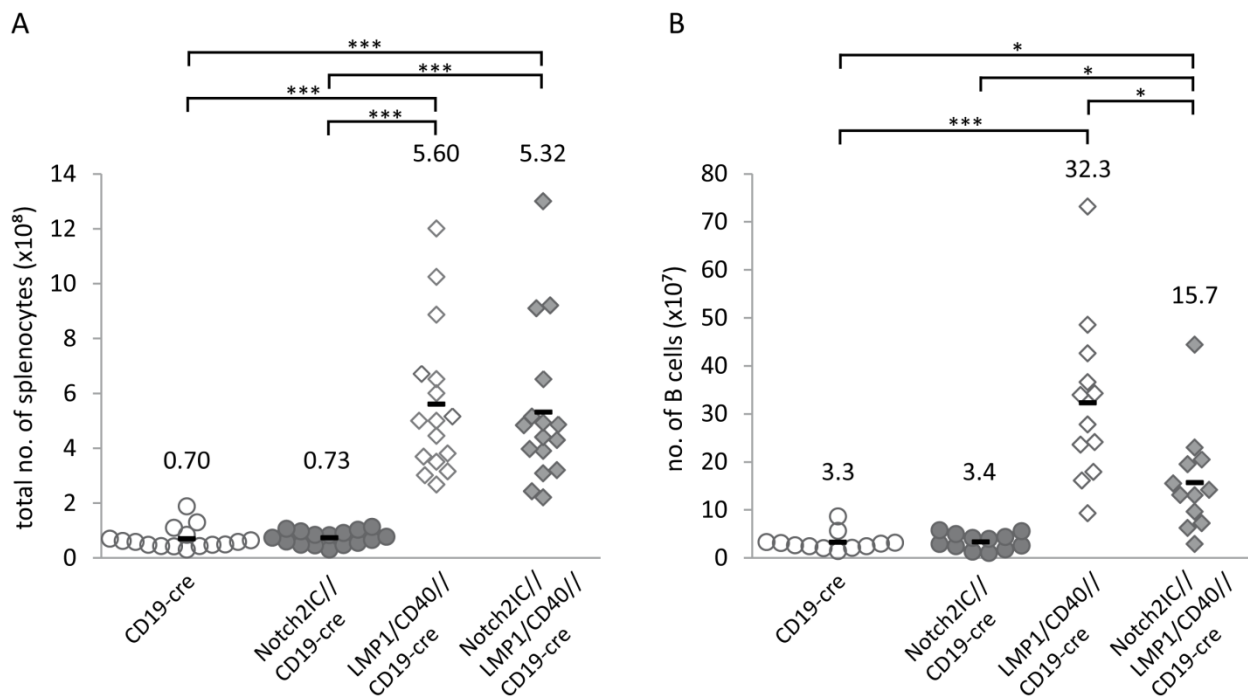 A
***
***
***
***
5.60
5.32
0.70
0.73
14
12
10
8
6
4
2
0
total no. of splenocytes (x10⁸)
CD19-cre
Notch2IC//
CD19-cre
LMP1/CD40//
CD19-cre
Notch2IC//
LMP1/CD40//
CD19-cre
B
*
*
*
***
32.3
15.7
3.3
3.4
80
70
60
50
40
30
20
10
0
no. of B cells (x10⁷)
CD19-cre
Notch2IC//
CD19-cre
LMP1/CD40//
CD19-cre
Notch2IC//
LMP1/CD40//
CD19-cre